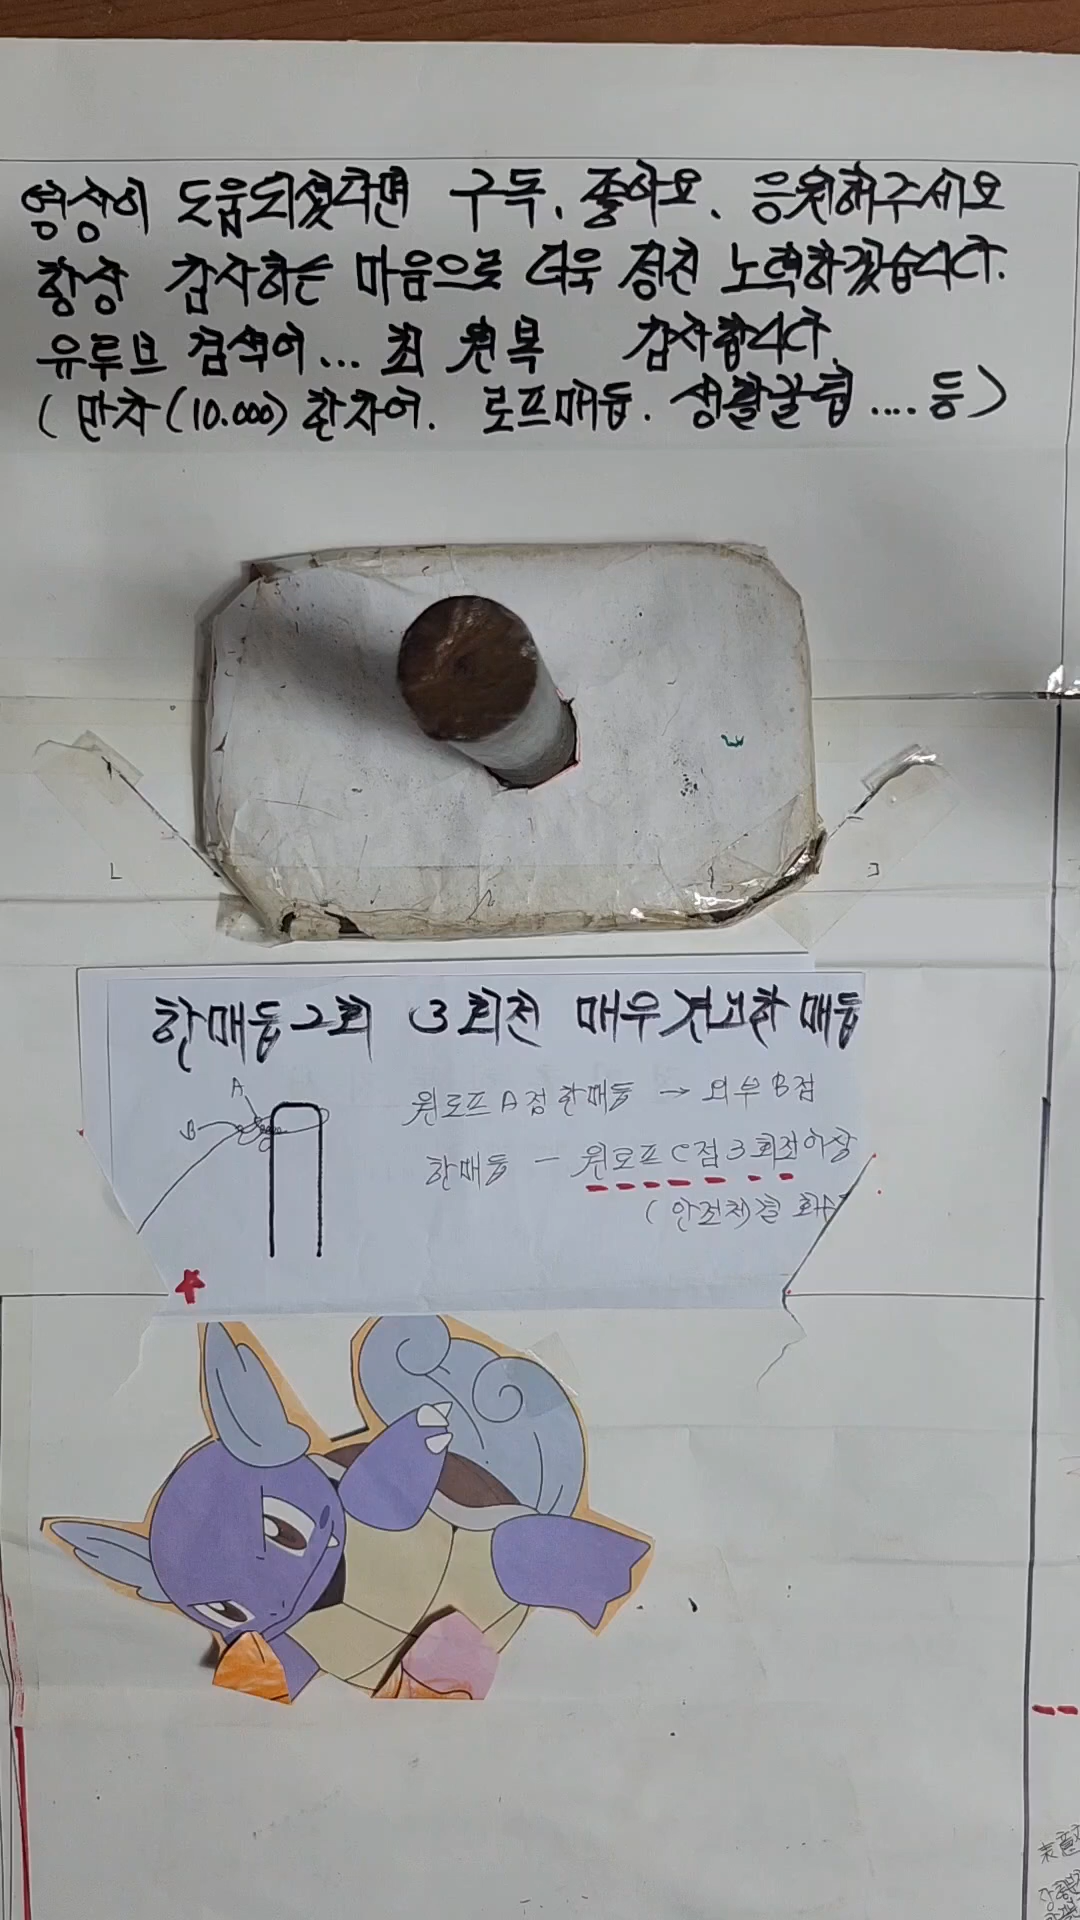 영상이 도움되셨다면 구독、좋아요、응원해주세요
항상 감사하는 마음으로 더욱 정진 노력하겠습니다.
유튜브 검색어... 최 원복 감사합니다.
(만자(10.000)한자어. 로프매듭. 생활꿀팁 .... 등)
한매듭2회 3회전 매우견고한매듭
A
원로프A점한매듭 → 외부B점
B
한매듭 - 원로프C점3회전이상
(안전체결